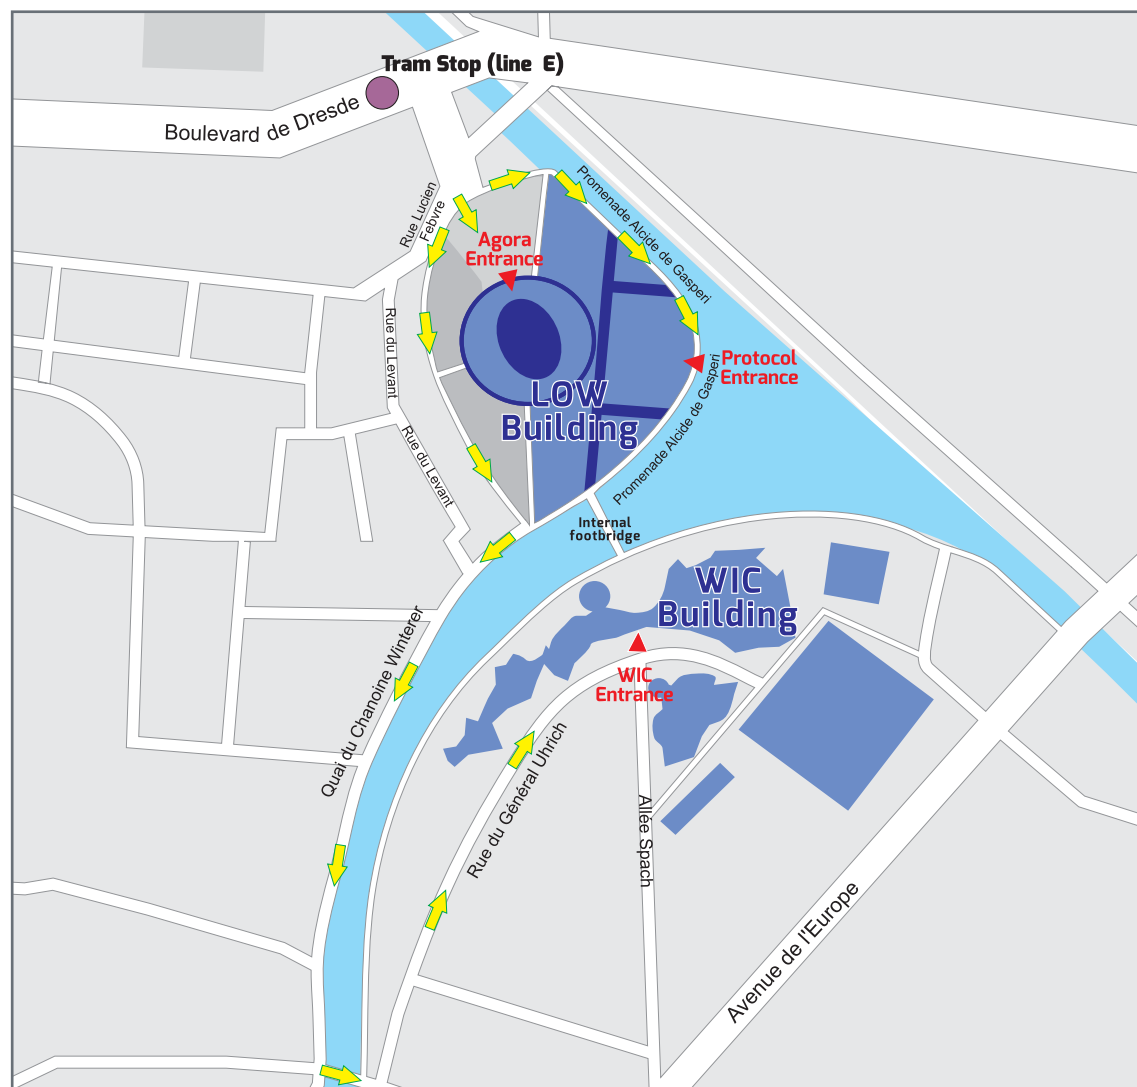 Tram Stop (line E)
Boulevard de Dresde
Rue Lucien
Febvre
Promenade Alcide de Gasperi
Agora
Entrance
Rue du Levant
Protocol
Entrance
LOW
Building
Promenade Alcide de Gasperi
Rue du Levant
Internal
footbridge
WIC
Building
Quai du Chanoine Winterer
WIC
Entrance
Rue du Général Uhrich
Allée Spach
Avenue de l'Europe